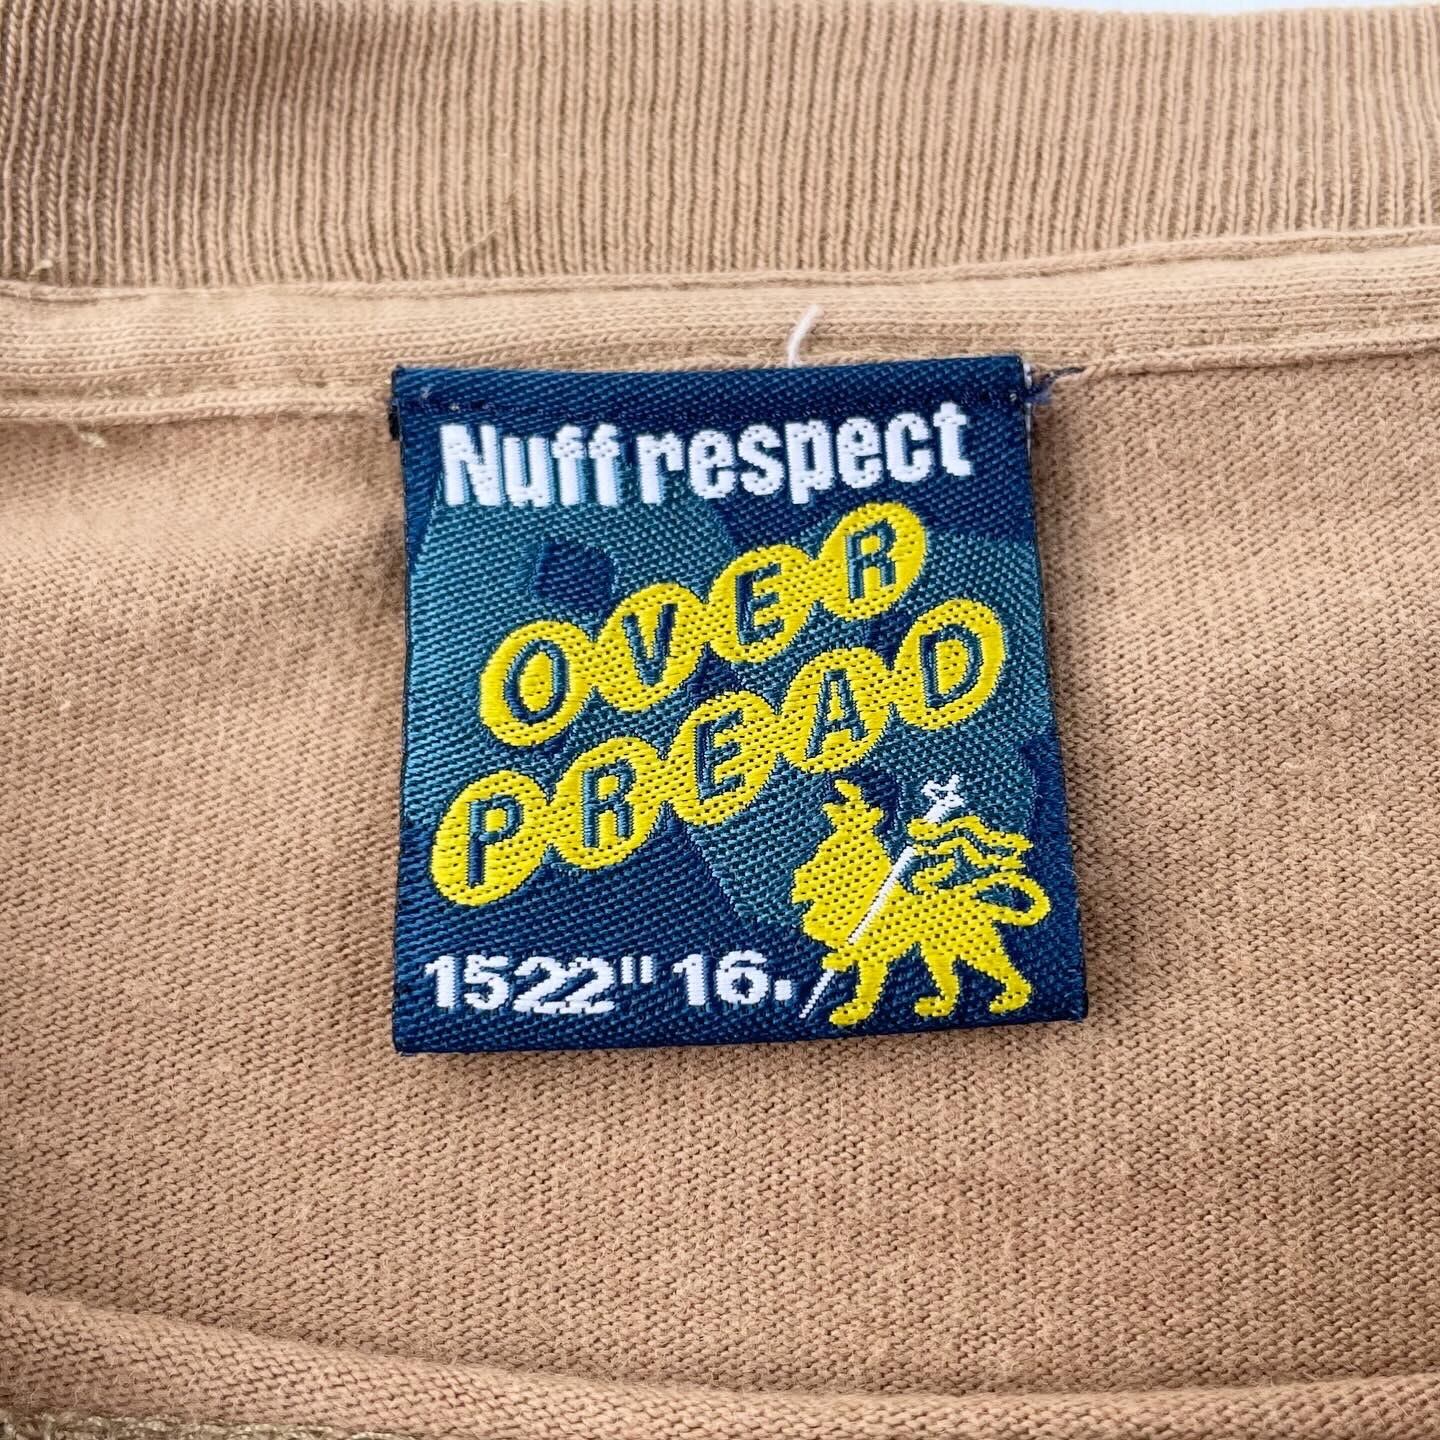 Nuff respect
OVER
PREAD
1522" 16.